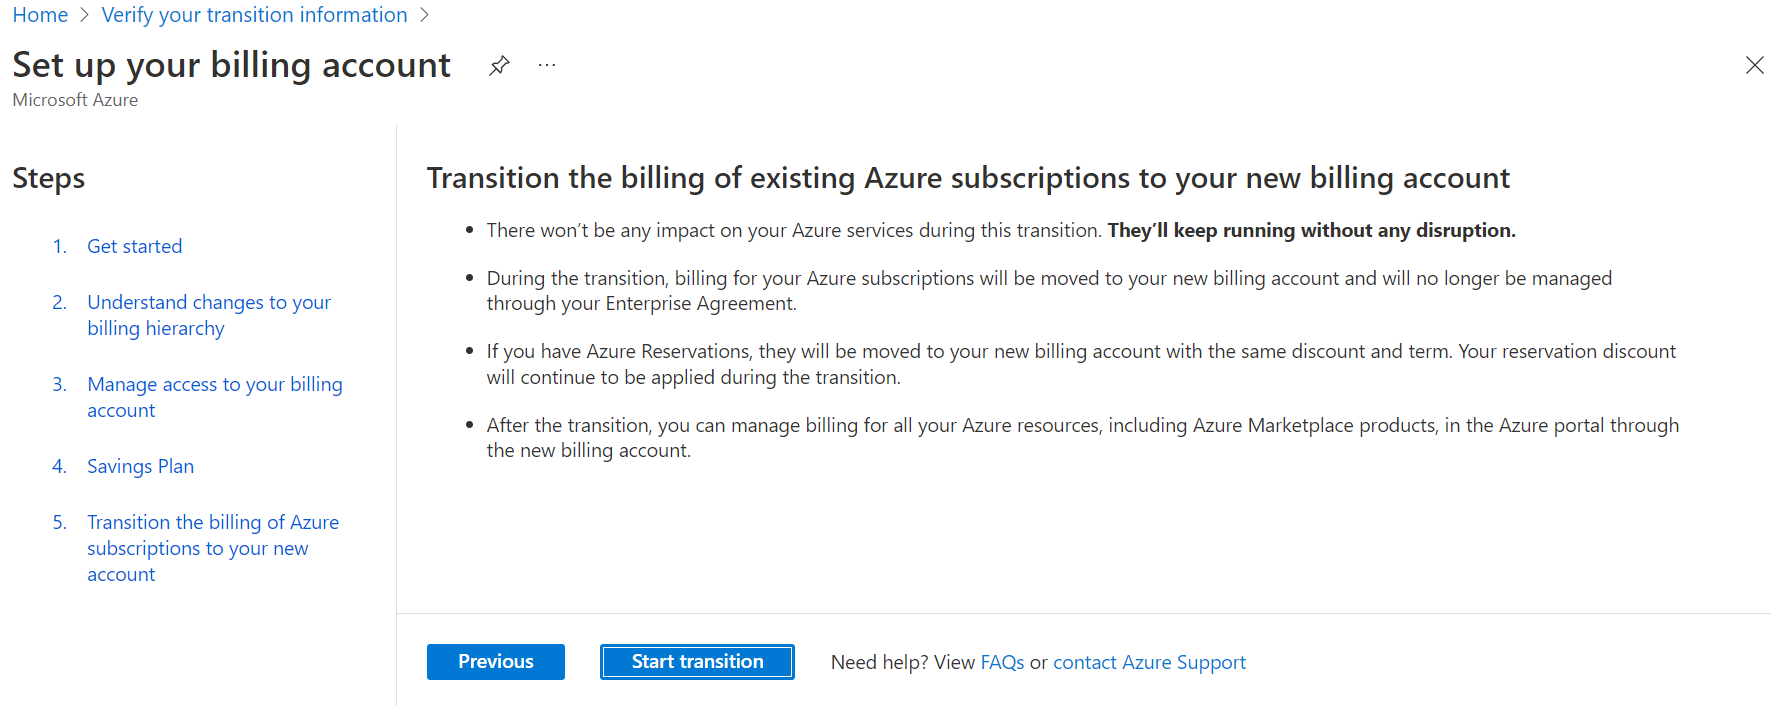 Home > Verify your transition information >
Set up your billing account ...
Microsoft Azure
Steps
1. Get started
2. Understand changes to your
billing hierarchy
3. Manage access to your billing
account
4. Savings Plan
5. Transition the billing of Azure
subscriptions to your new
account
Transition the billing of existing Azure subscriptions to your new billing account
• There won’t be any impact on your Azure services during this transition. They’ll keep running without any disruption.
• During the transition, billing for your Azure subscriptions will be moved to your new billing account and will no longer be managed
through your Enterprise Agreement.
• If you have Azure Reservations, they will be moved to your new billing account with the same discount and term. Your reservation discount
will continue to be applied during the transition.
• After the transition, you can manage billing for all your Azure resources, including Azure Marketplace products, in the Azure portal through
the new billing account.
Previous
Start transition
Need help? View FAQs or contact Azure Support